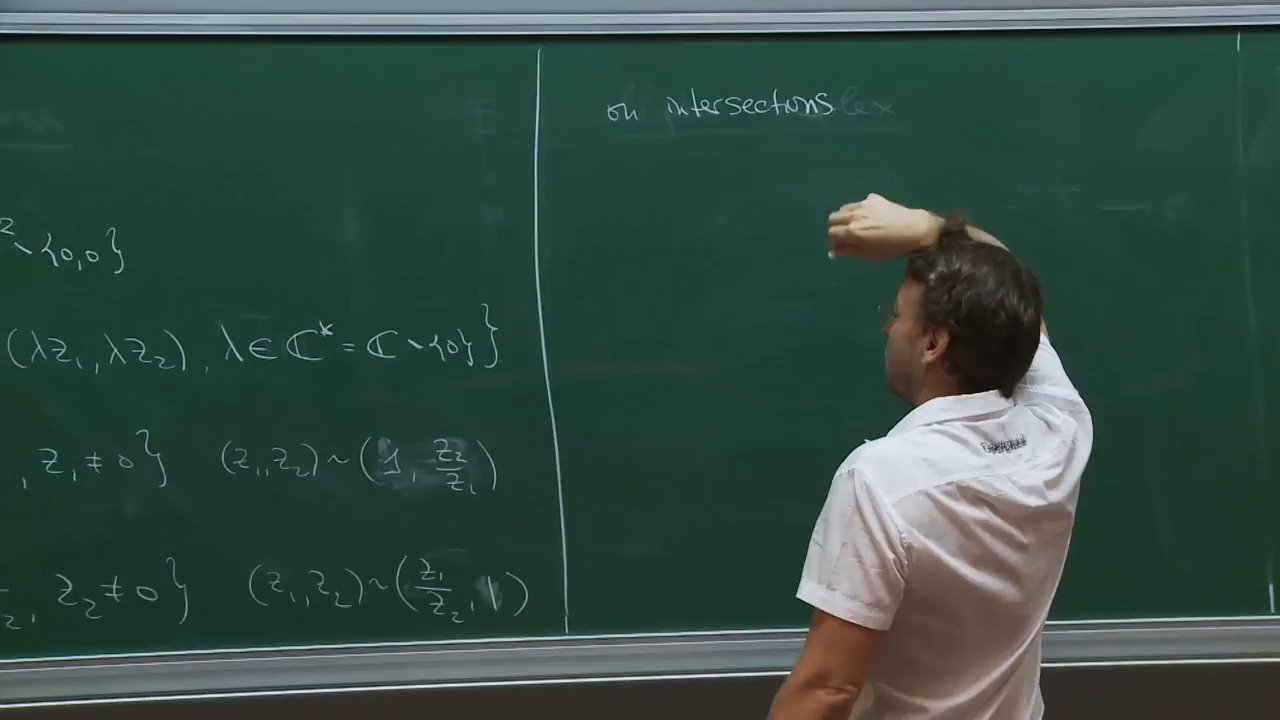 ² ∖ {0,0}
(λz₁, λz₂), λ ∈ ℂ* = ℂ ∖ {0}}
, z₁ ≠ 0} (z₁, z₂) ~ (1, z₂/z₁)
₂, z₂ ≠ 0} (z₁, z₂) ~ (z₁/z₂, 1)
on intersections